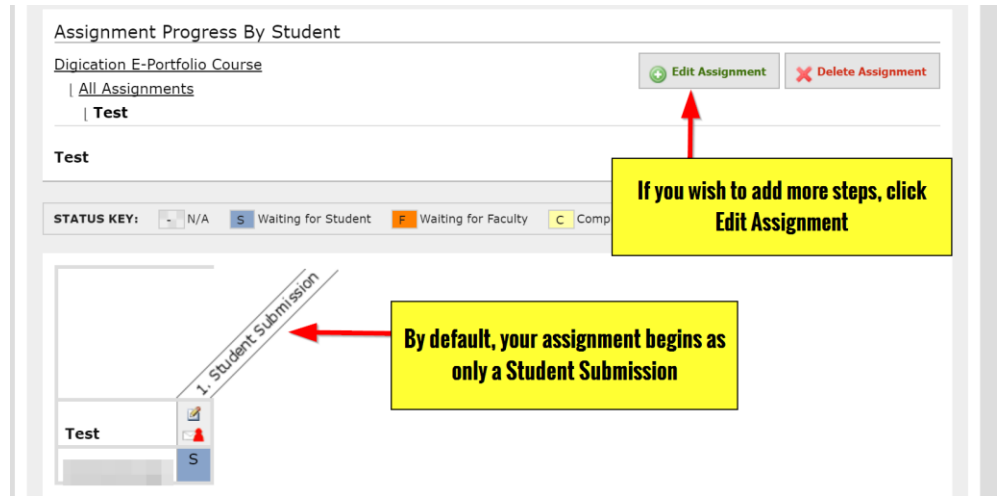 Assignment Progress By Student
Digication E-Portfolio Course
All Assignments
Test
Edit Assignment
Delete Assignment
Test
If you wish to add more steps, click
Edit Assignment
STATUS KEY: - N/A S Waiting for Student F Waiting for Faculty C Comp
1. Student Submission
By default, your assignment begins as
only a Student Submission
Test
S